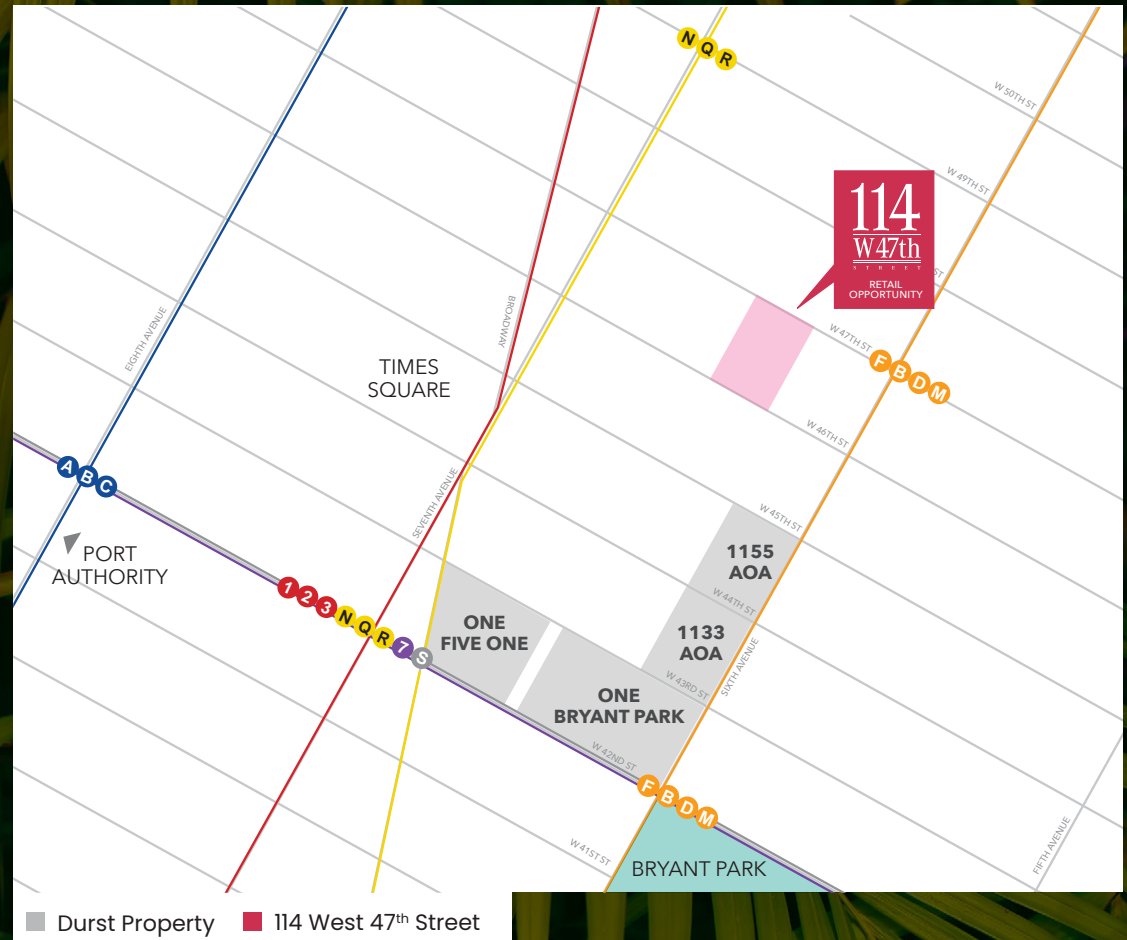 N Q R
W 50TH ST
W 49TH ST
114
W47th
STREET
RETAIL
OPPORTUNITY
ST
BROADWAY
EIGHTH AVENUE
W 47TH ST
F B D M
TIMES
SQUARE
W 46TH ST
A B C
SEVENTH AVENUE
W 45TH ST
PORT
AUTHORITY
1155
AOA
W 44TH ST
1 2 3 N Q R 7 S
ONE
FIVE ONE
1133
AOA
SIXTH AVENUE
W 43RD ST
ONE
BRYANT PARK
W 42ND ST
F B D M
W 41ST ST
BRYANT PARK
FIFTH AVENUE
Durst Property
114 West 47th Street